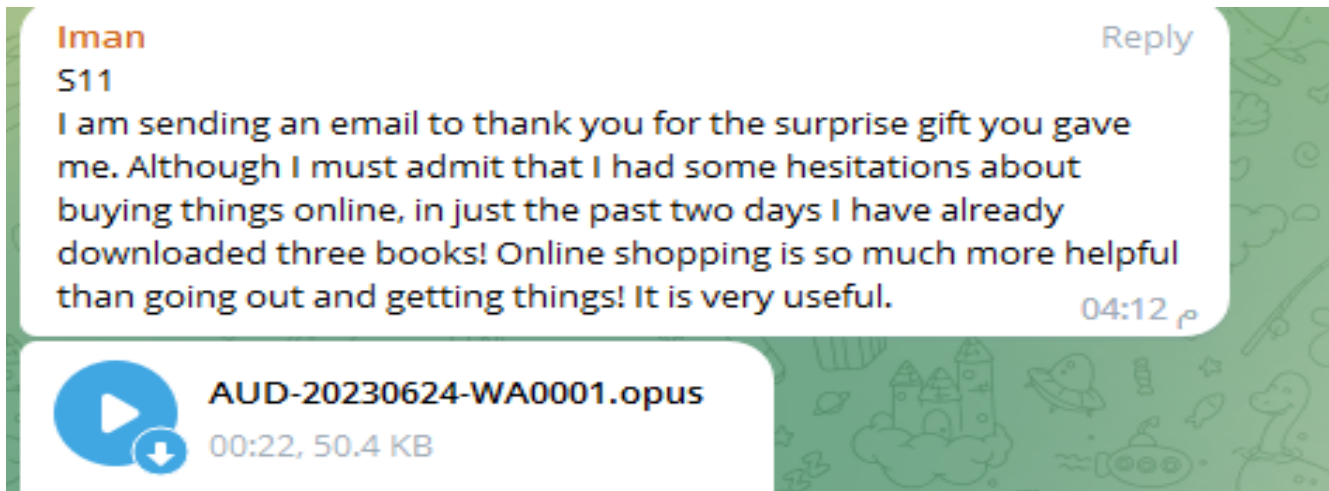 Iman
Reply
S11
I am sending an email to thank you for the surprise gift you gave
me. Although I must admit that I had some hesitations about
buying things online, in just the past two days I have already
downloaded three books! Online shopping is so much more helpful
than going out and getting things! It is very useful.
04:12 م
AUD-20230624-WA0001.opus
00:22, 50.4 KB